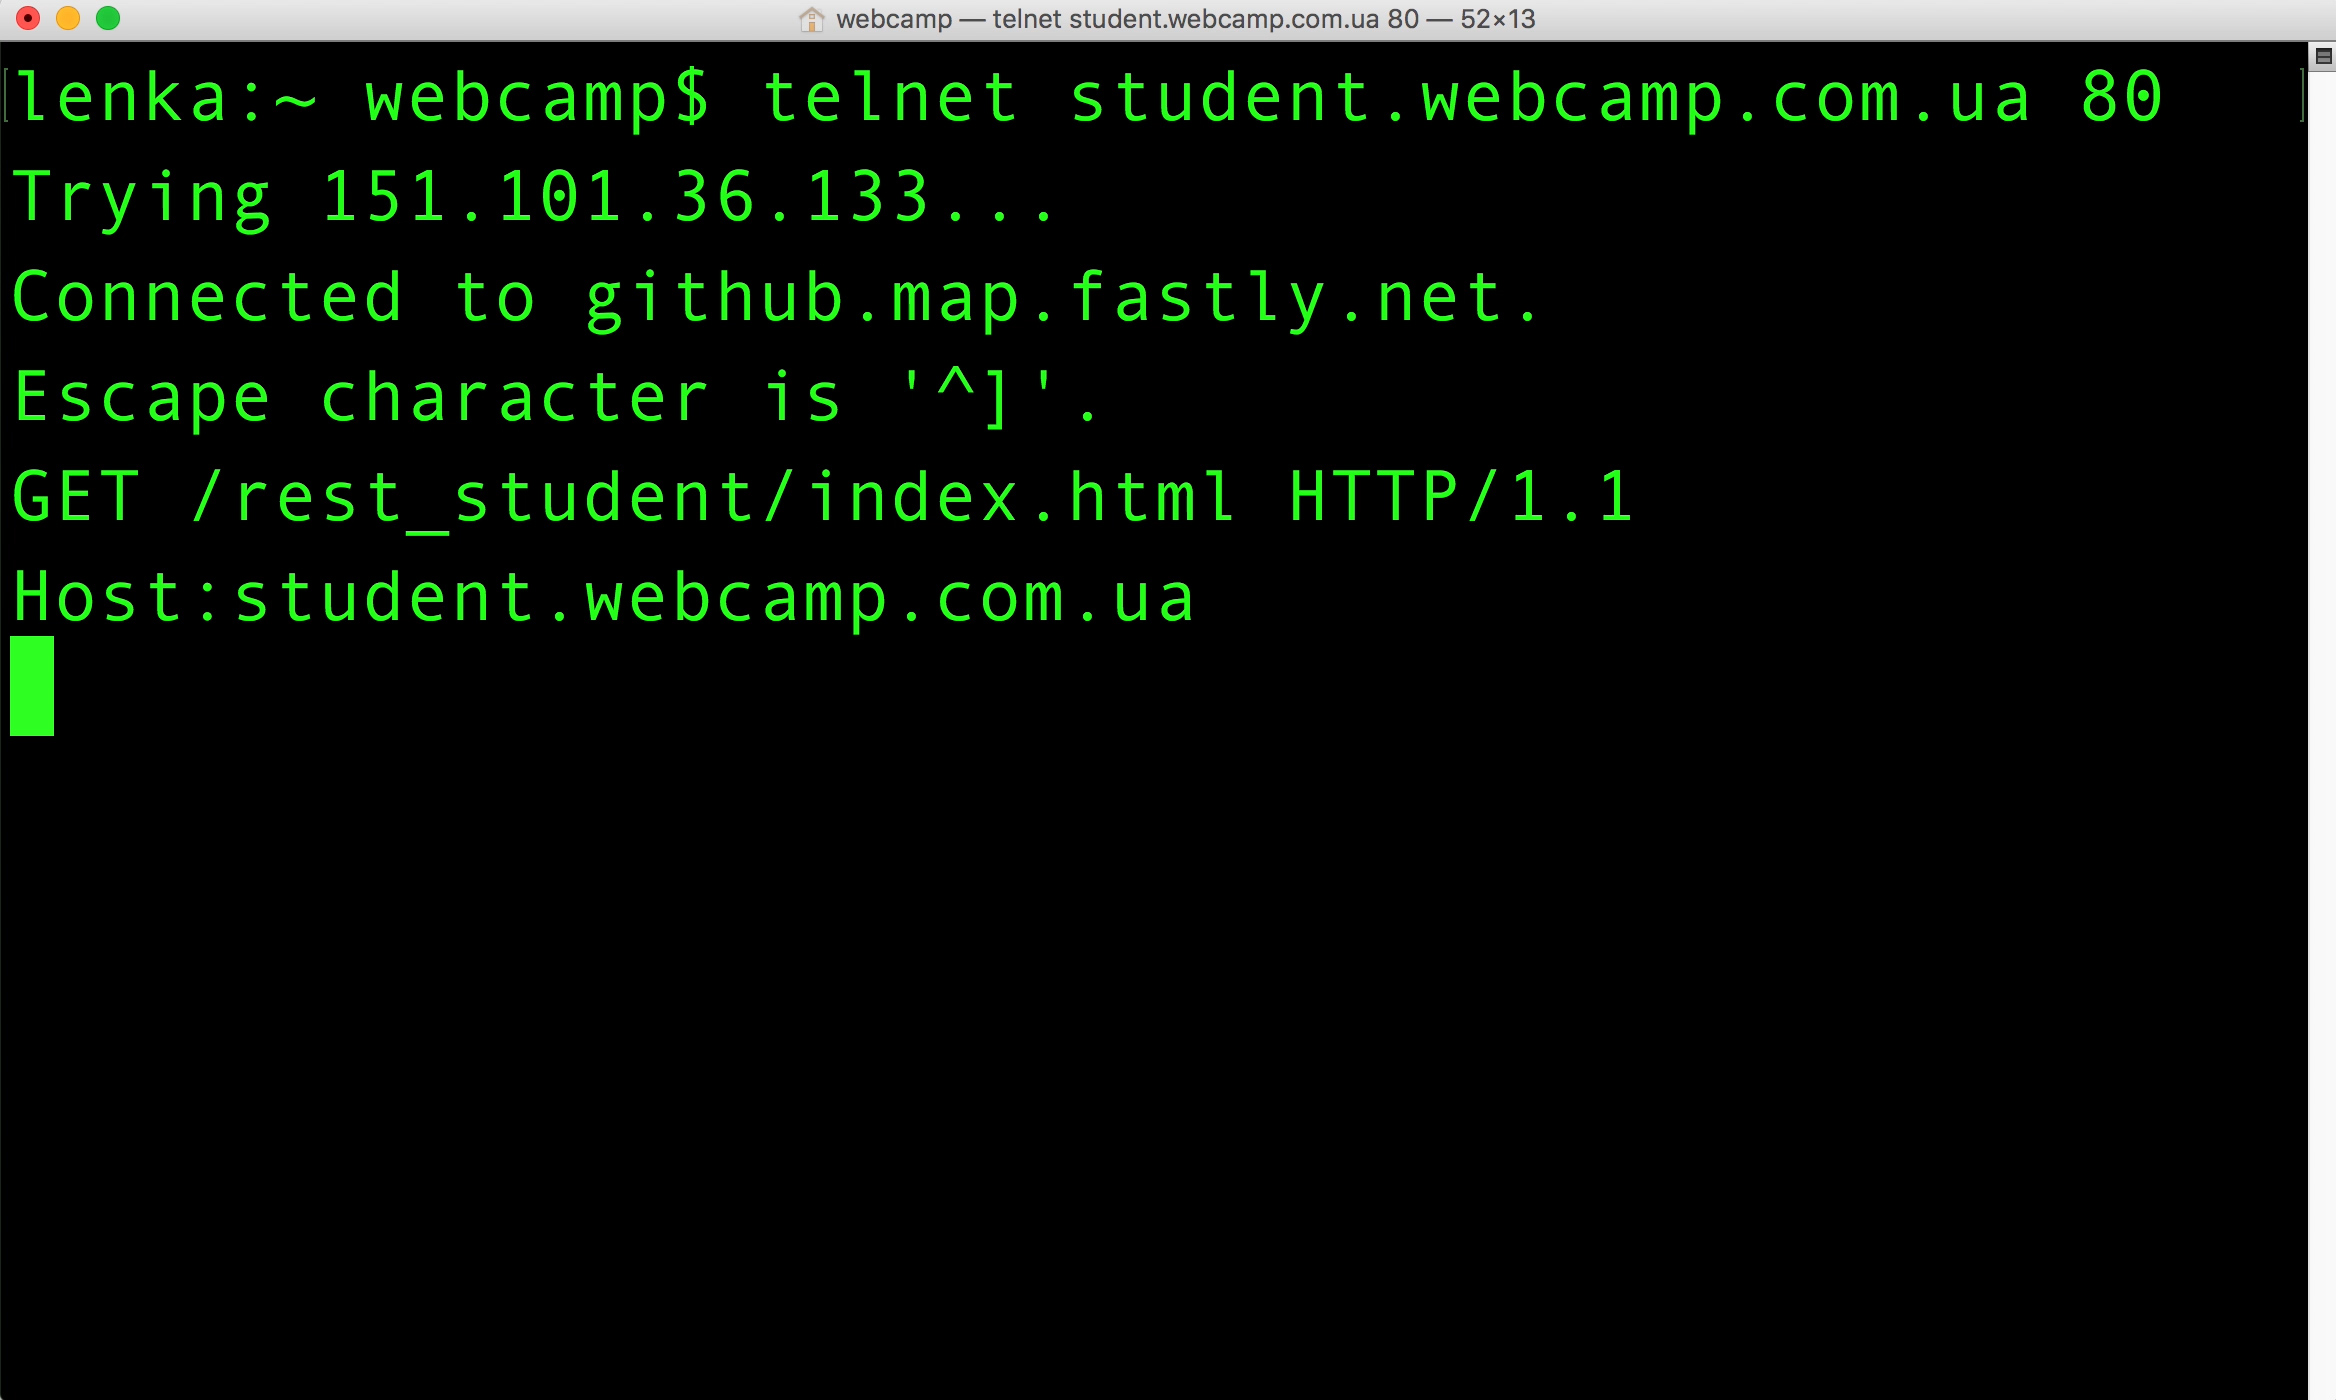 webcamp — telnet student.webcamp.com.ua 80 — 52×13
lenka:~ webcamp$ telnet student.webcamp.com.ua 80
Trying 151.101.36.133...
Connected to github.map.fastly.net.
Escape character is '^]'.
GET /rest_student/index.html HTTP/1.1
Host:student.webcamp.com.ua